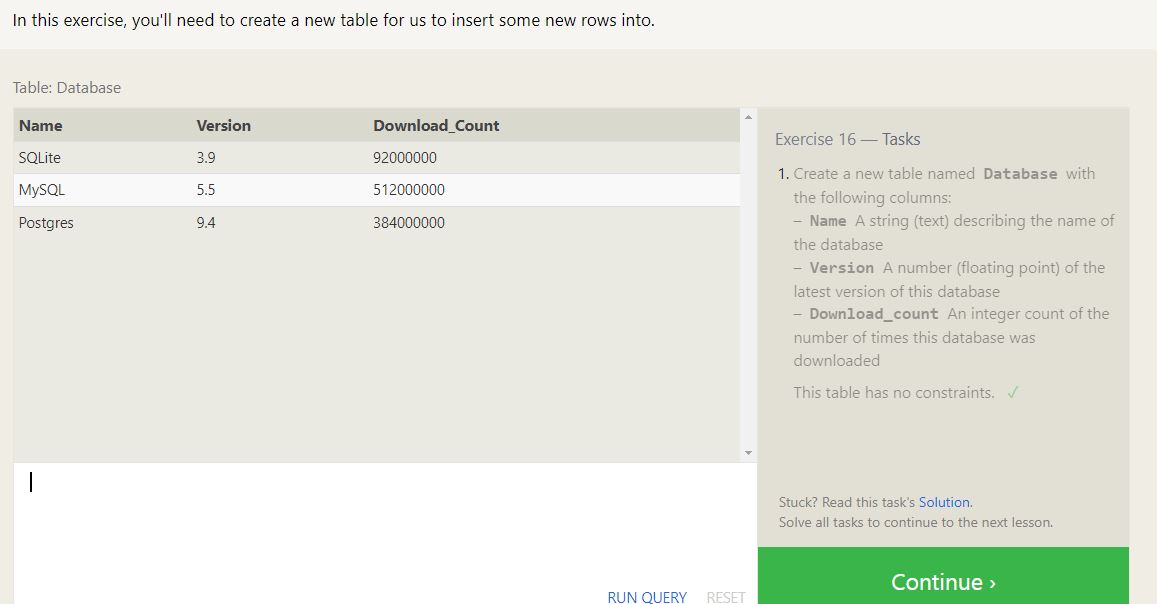 In this exercise, you'll need to create a new table for us to insert some new rows into.
Table: Database
Name Version Download_Count
SQLite 3.9 92000000
MySQL 5.5 512000000
Postgres 9.4 384000000
Exercise 16 — Tasks
1. Create a new table named Database with
the following columns:
– Name A string (text) describing the name of
the database
– Version A number (floating point) of the
latest version of this database
– Download_count An integer count of the
number of times this database was
downloaded
This table has no constraints. ✓
Stuck? Read this task's Solution.
Solve all tasks to continue to the next lesson.
RUN QUERY RESET
Continue ›